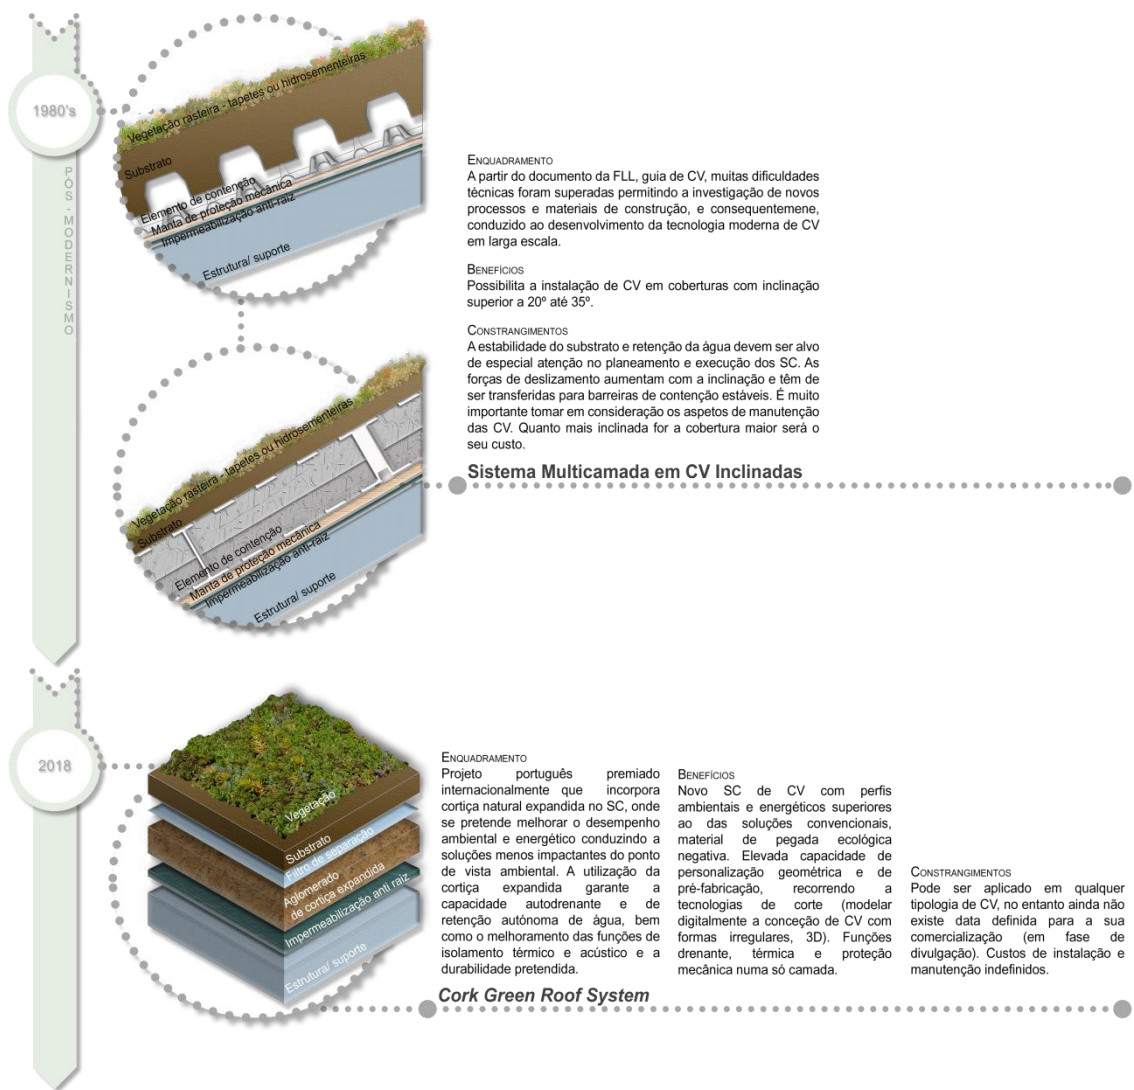 1980's
PÓS-MODERNISMO
Vegetação rasteira - tapetes ou hidrosementeiras
Substrato
Elemento de contenção
Manta de proteção mecânica
Impermeabilização anti-raíz
Estrutura/ suporte
ENQUADRAMENTO
A partir do documento da FLL, guia de CV, muitas dificuldades
técnicas foram superadas permitindo a investigação de novos
processos e materiais de construção, e consequentemene,
conduzido ao desenvolvimento da tecnologia moderna de CV
em larga escala.
BENEFÍCIOS
Possibilita a instalação de CV em coberturas com inclinação
superior a 20º até 35º.
CONSTRANGIMENTOS
A estabilidade do substrato e retenção da água devem ser alvo
de especial atenção no planeamento e execução dos SC. As
forças de deslizamento aumentam com a inclinação e têm de
ser transferidas para barreiras de contenção estáveis. É muito
importante tomar em consideração os aspetos de manutenção
das CV. Quanto mais inclinada for a cobertura maior será o
seu custo.
Sistema Multicamada em CV Inclinadas
Vegetação rasteira - tapetes ou hidrosementeiras
Substrato
Elemento de contenção
Manta de proteção mecânica
Impermeabilização anti-raíz
Estrutura/ suporte
2018
Vegetação
Substrato
Filtro de separação
Aglomerado
de cortiça expandida
Impermeabilização anti raíz
Estrutura/ suporte
ENQUADRAMENTO
Projeto português premiado
internacionalmente que incorpora
cortiça natural expandida no SC, onde
se pretende melhorar o desempenho
ambiental e energético conduzindo a
soluções menos impactantes do ponto
de vista ambiental. A utilização da
cortiça expandida garante a
capacidade autodrenante e de
retenção autónoma de água, bem
como o melhoramento das funções de
isolamento térmico e acústico e a
durabilidade pretendida.
BENEFÍCIOS
Novo SC de CV com perfis
ambientais e energéticos superiores
ao das soluções convencionais,
material de pegada ecológica
negativa. Elevada capacidade de
personalização geométrica e de
pré-fabricação, recorrendo a
tecnologias de corte (modelar
digitalmente a conceção de CV com
formas irregulares, 3D). Funções
drenante, térmica e proteção
mecânica numa só camada.
CONSTRANGIMENTOS
Pode ser aplicado em qualquer
tipologia de CV, no entanto ainda não
existe data definida para a sua
comercialização (em fase de
divulgação). Custos de instalação e
manutenção indefinidos.
Cork Green Roof System